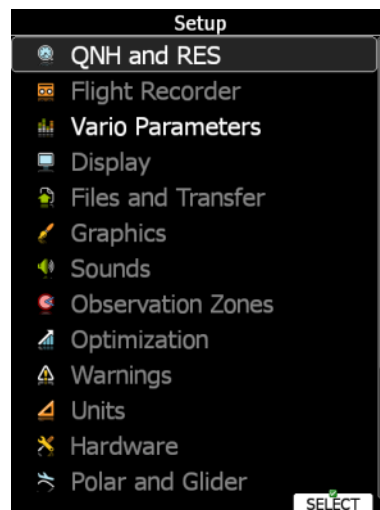 Setup
QNH and RES
Flight Recorder
Vario Parameters
Display
Files and Transfer
Graphics
Sounds
Observation Zones
Optimization
Warnings
Units
Hardware
Polar and Glider
SELECT